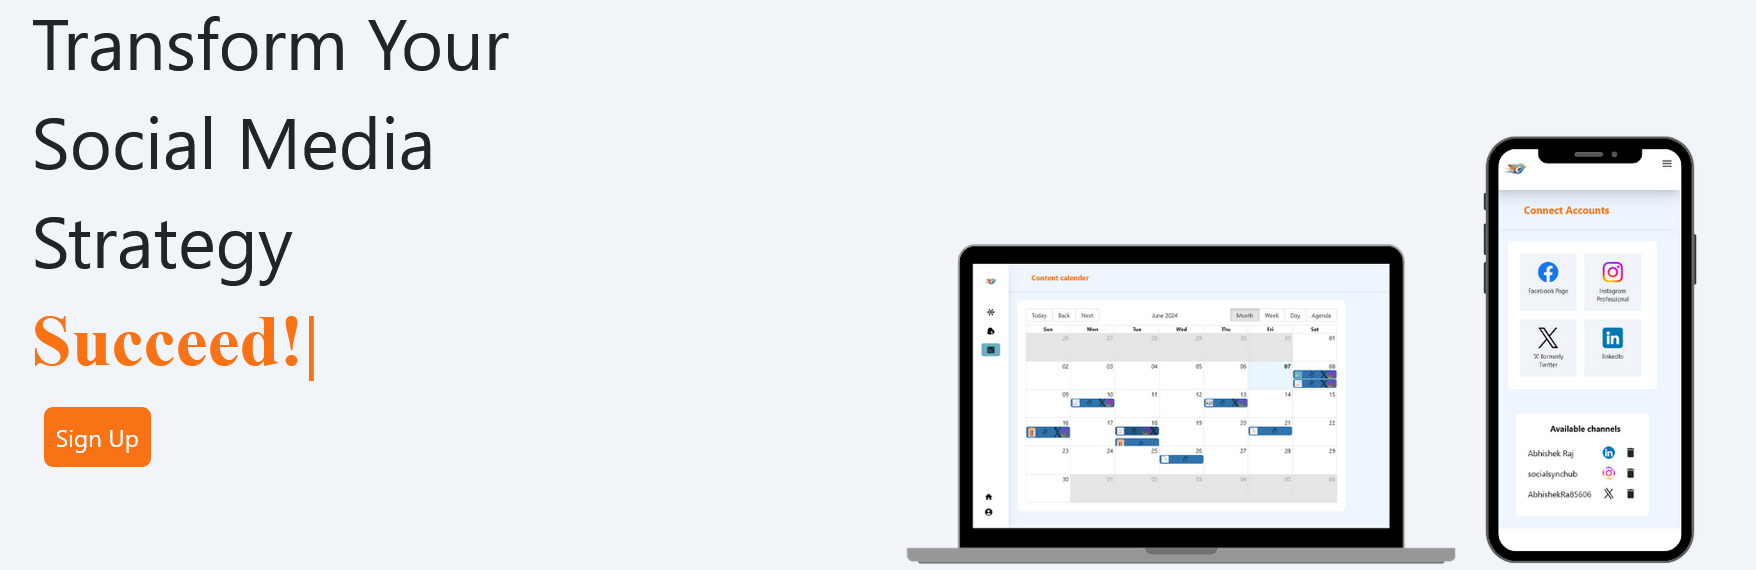 Transform Your
Social Media
Strategy
Succeed!
Sign Up
Content calender
Today Back Next June 2024 Month Week Day Agenda
Sun Mon Tue Wed Thu Fri Sat
26 27 28 29 30 31 01
02 03 04 05 06 07 08
09 10 11 12 13 14 15
16 17 18 19 20 21 22
23 24 25 26 27 28 29
30 01 02 03 04 05 06
Connect Accounts
Facebook Page
Instagram
Professional
'X' formerly
Twitter
linkedIn
Available channels
Abhishek Raj
socialsynchub
AbhishekRa85606